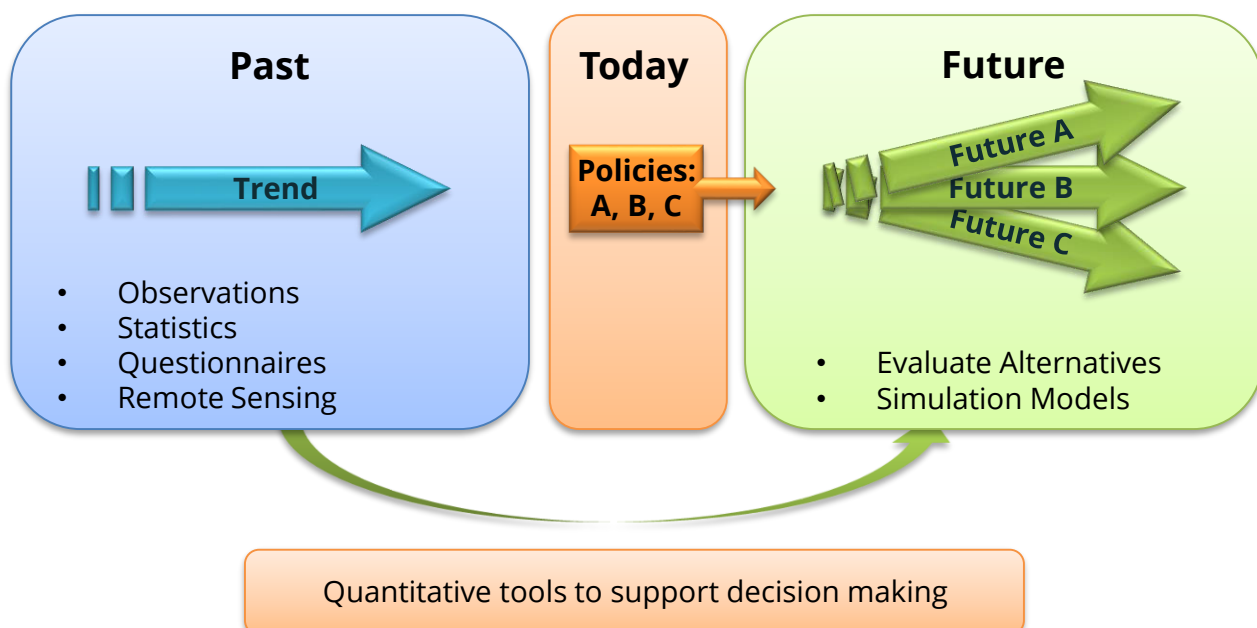 Past
Trend
• Observations
• Statistics
• Questionnaires
• Remote Sensing
Today
Policies:
A, B, C
Future
Future A
Future B
Future C
• Evaluate Alternatives
• Simulation Models
Quantitative tools to support decision making